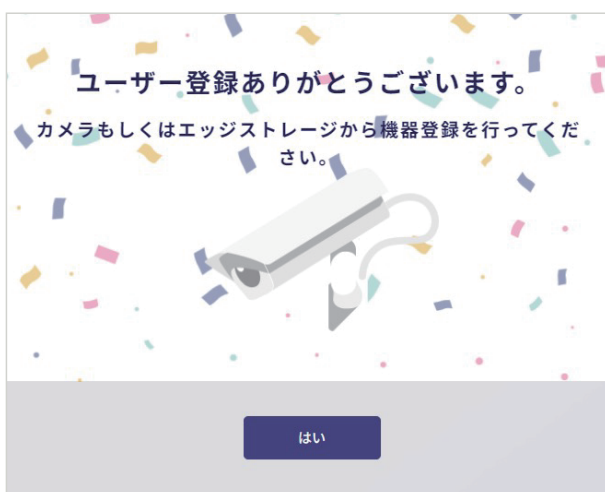 ユーザー登録ありがとうございます。
カメラもしくはエッジストレージから機器登録を行ってくだ
さい。
はい